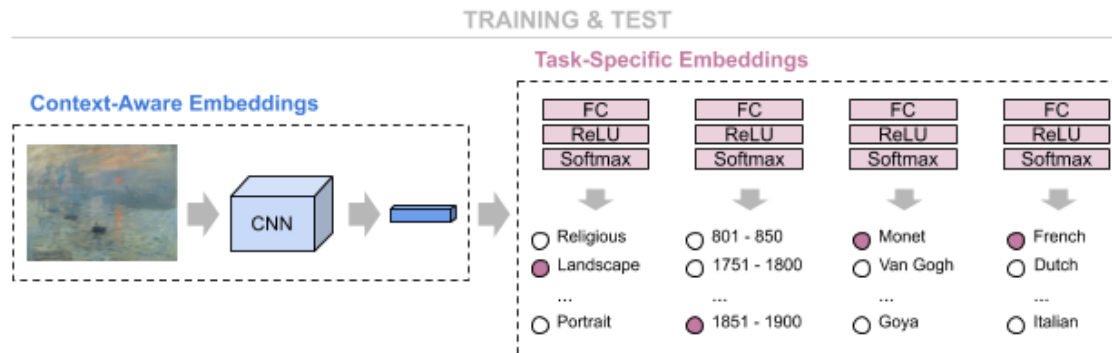 TRAINING & TEST
Task-Specific Embeddings
Context-Aware Embeddings
CNN
FC
ReLU
Softmax
FC
ReLU
Softmax
FC
ReLU
Softmax
FC
ReLU
Softmax
Religious
Landscape
...
Portrait
801 - 850
1751 - 1800
...
1851 - 1900
Monet
Van Gogh
...
Goya
French
Dutch
...
Italian